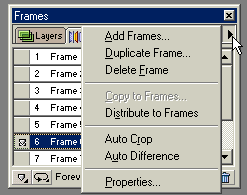 Frames
Layers
Add Frames...
1 Frame
Duplicate Frame...
2 Frame
Delete Frame
3 Frame
Copy to Frames...
4 Frame
Distribute to Frames
5 Frame
6 Frame
Auto Crop
7 Frame
Auto Difference
Forev
Properties...